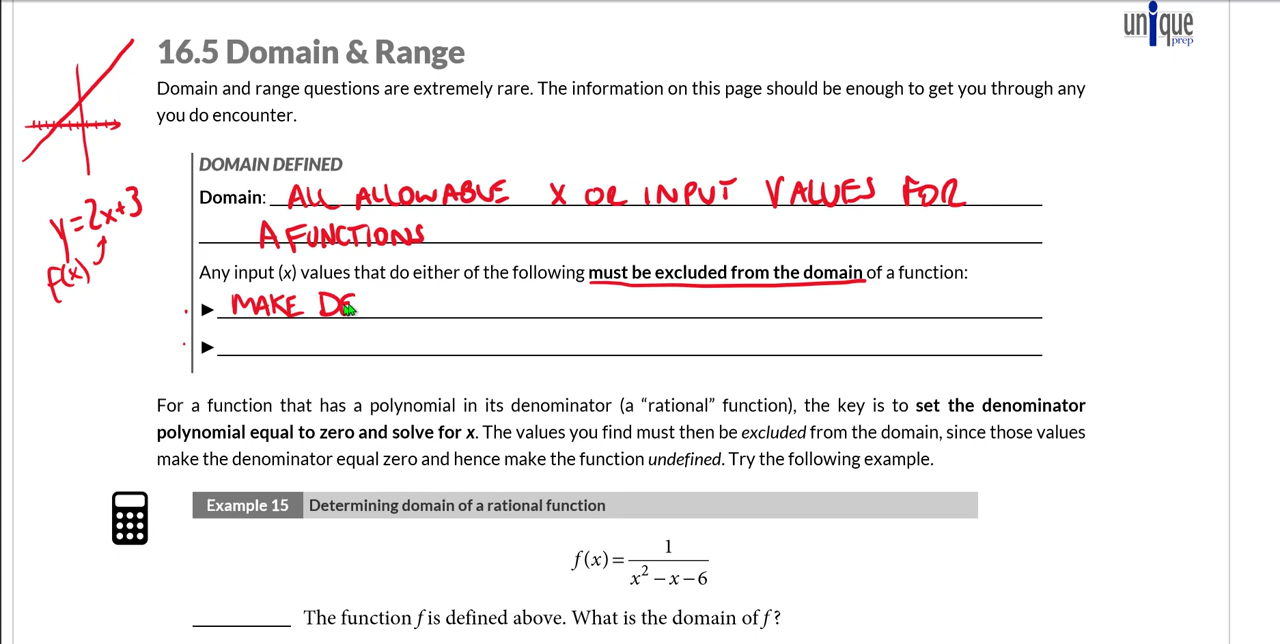 unique
prep
16.5 Domain & Range
Domain and range questions are extremely rare. The information on this page should be enough to get you through any
you do encounter.
DOMAIN DEFINED
Domain: ALL ALLOWABLE X OR INPUT VALUES FOR
A FUNCTIONS
y=2x+3
f(x)
Any input (x) values that do either of the following must be excluded from the domain of a function:
► MAKE DE
►
For a function that has a polynomial in its denominator (a “rational” function), the key is to set the denominator
polynomial equal to zero and solve for x. The values you find must then be excluded from the domain, since those values
make the denominator equal zero and hence make the function undefined. Try the following example.
Example 15 Determining domain of a rational function
f(x)=1/(x²−x−6)
The function f is defined above. What is the domain of f?